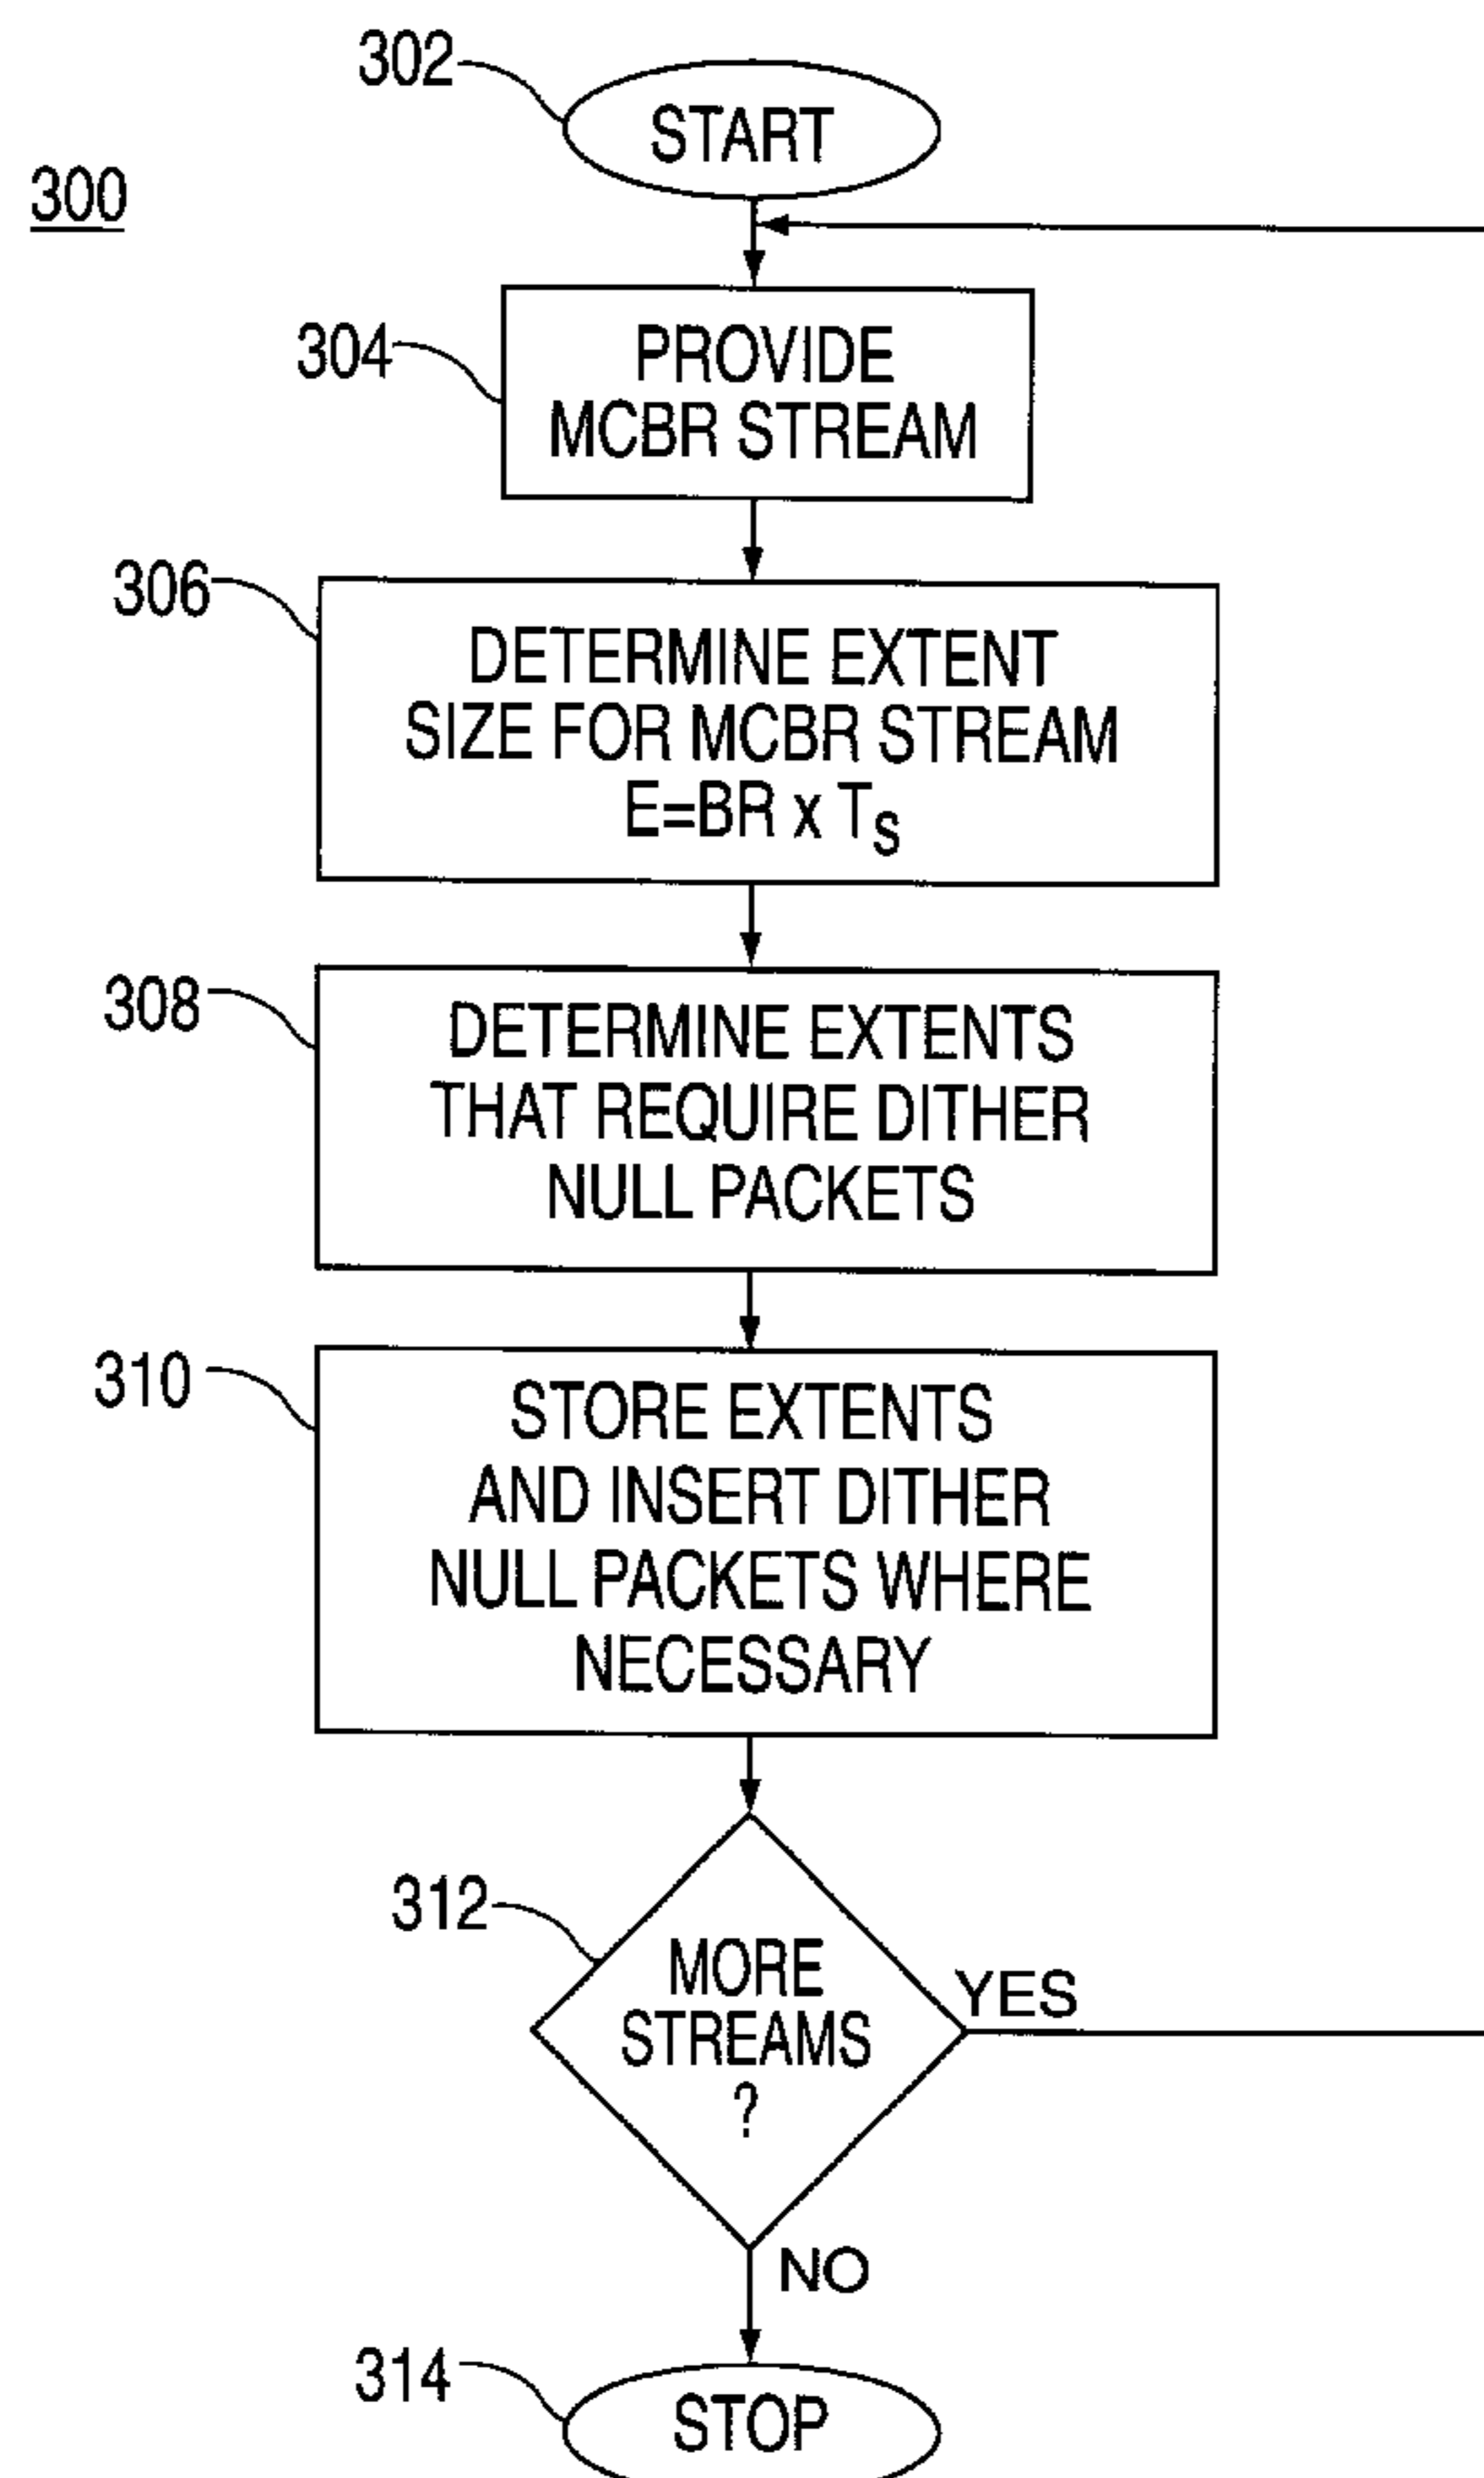 302
START
300
304
PROVIDE
MCBR STREAM
306
DETERMINE EXTENT
SIZE FOR MCBR STREAM
E=BR x TS
308
DETERMINE EXTENTS
THAT REQUIRE DITHER
NULL PACKETS
310
STORE EXTENTS
AND INSERT DITHER
NULL PACKETS WHERE
NECESSARY
312
MORE
STREAMS
?
YES
NO
314
STOP